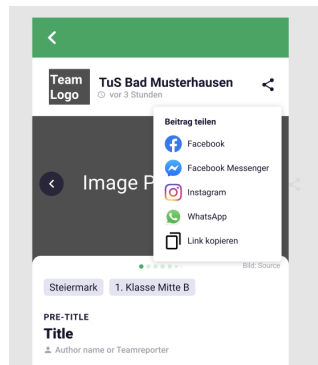 Team
Logo
TuS Bad Musterhausen
vor 3 Stunden
Beitrag teilen
Facebook
Facebook Messenger
Instagram
WhatsApp
Link kopieren
Image P
Bild: Source
Steiermark
1. Klasse Mitte B
PRE-TITLE
Title
Author name or Teamreporter